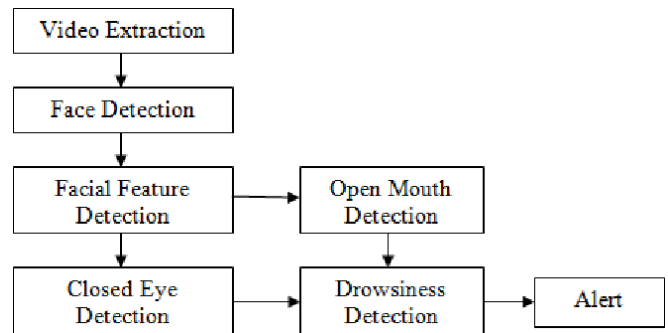 Video Extraction
Face Detection
Facial Feature
Detection
Open Mouth
Detection
Closed Eye
Detection
Drowsiness
Detection
Alert